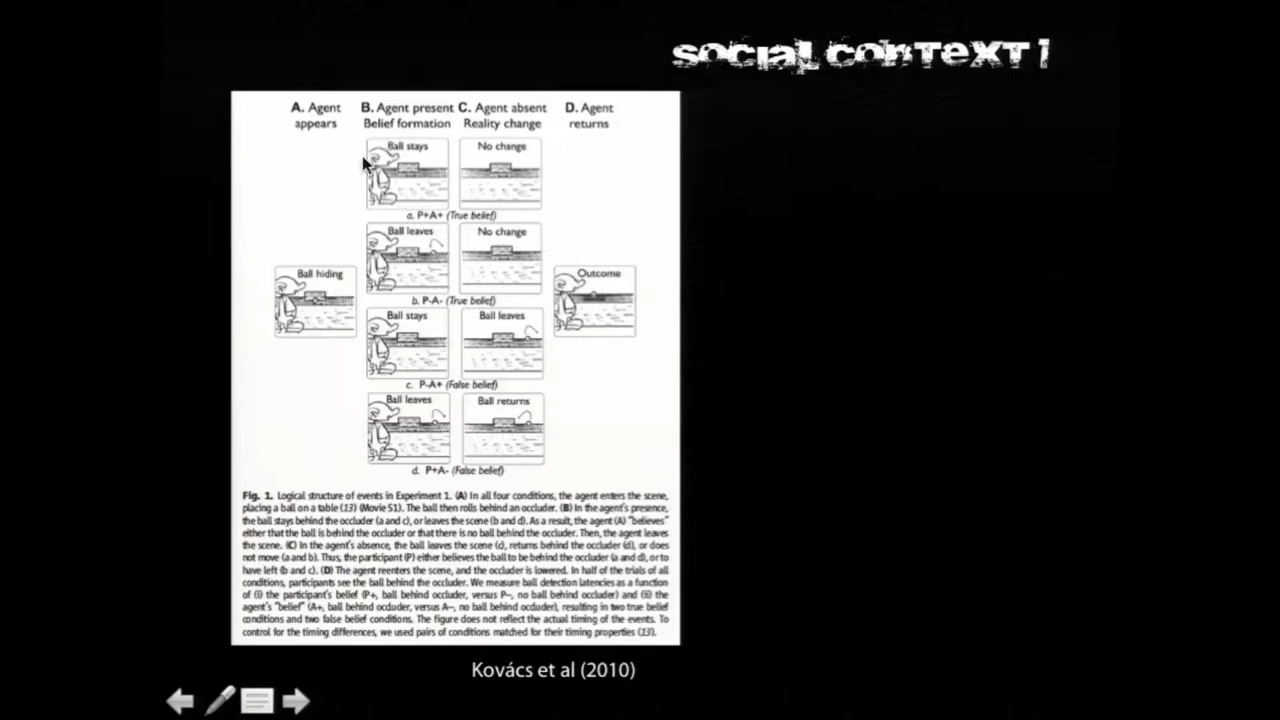 social context 1
A. Agent appears
B. Agent present Belief formation
C. Agent absent Reality change
D. Agent returns
Ball stays
No change
a. P+A+ (True belief)
Ball leaves
No change
b. P-A- (True belief)
Ball hiding
Outcome
Ball stays
Ball leaves
c. P-A+ (False belief)
Ball leaves
Ball returns
d. P+A- (False belief)
Fig. 1. Logical structure of events in Experiment 1. (A) In all four conditions, the agent enters the scene,
placing a ball on a table (13) (Movie S1). The ball then rolls behind an occluder. (B) In the agent's presence,
the ball stays behind the occluder (a and c), or leaves the scene (b and d). As a result, the agent (A) "believes"
either that the ball is behind the occluder or that there is no ball behind the occluder. Then, the agent leaves
the scene. (C) In the agent's absence, the ball leaves the scene (c), returns behind the occluder (d), or does
not move (a and b). Thus, the participant (P) either believes the ball to be behind the occluder (a and d), or to
have left (b and c). (D) The agent reenters the scene, and the occluder is lowered. In half of the trials of all
conditions, participants see the ball behind the occluder. We measure ball detection latencies as a function
of (i) the participant's belief (P+, ball behind occluder, versus P–, no ball behind occluder) and (ii) the
agent's "belief" (A+, ball behind occluder, versus A–, no ball behind occluder), resulting in two true belief
conditions and two false belief conditions. The figure does not reflect the actual timing of the events. To
control for the timing differences, we used pairs of conditions matched for their timing properties (13).
Kovács et al (2010)